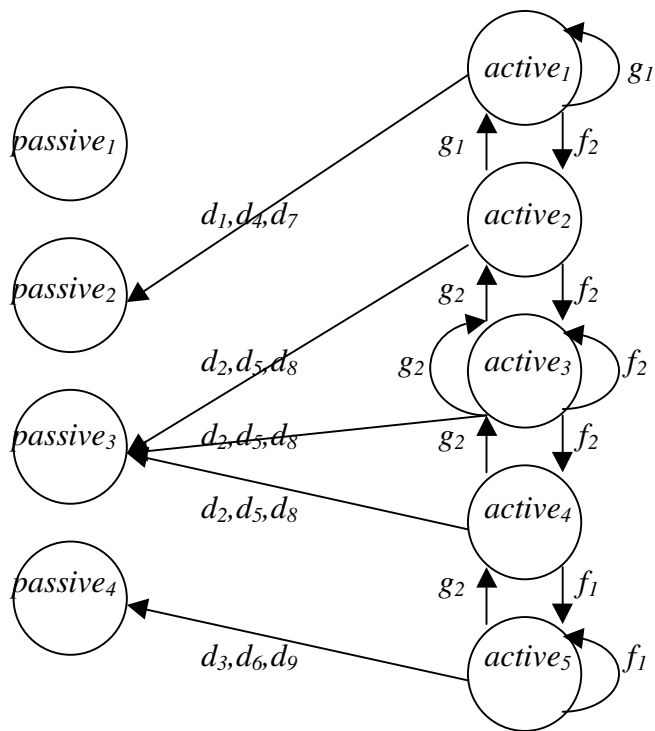 active₁
g₁
passive₁
g₁
f₂
d₁,d₄,d₇
active₂
passive₂
g₂
f₂
d₂,d₅,d₈
g₂
active₃
f₂
passive₃
d₂,d₅,d₈
g₂
f₂
d₂,d₅,d₈
active₄
passive₄
g₂
f₁
d₃,d₆,d₉
active₅
f₁